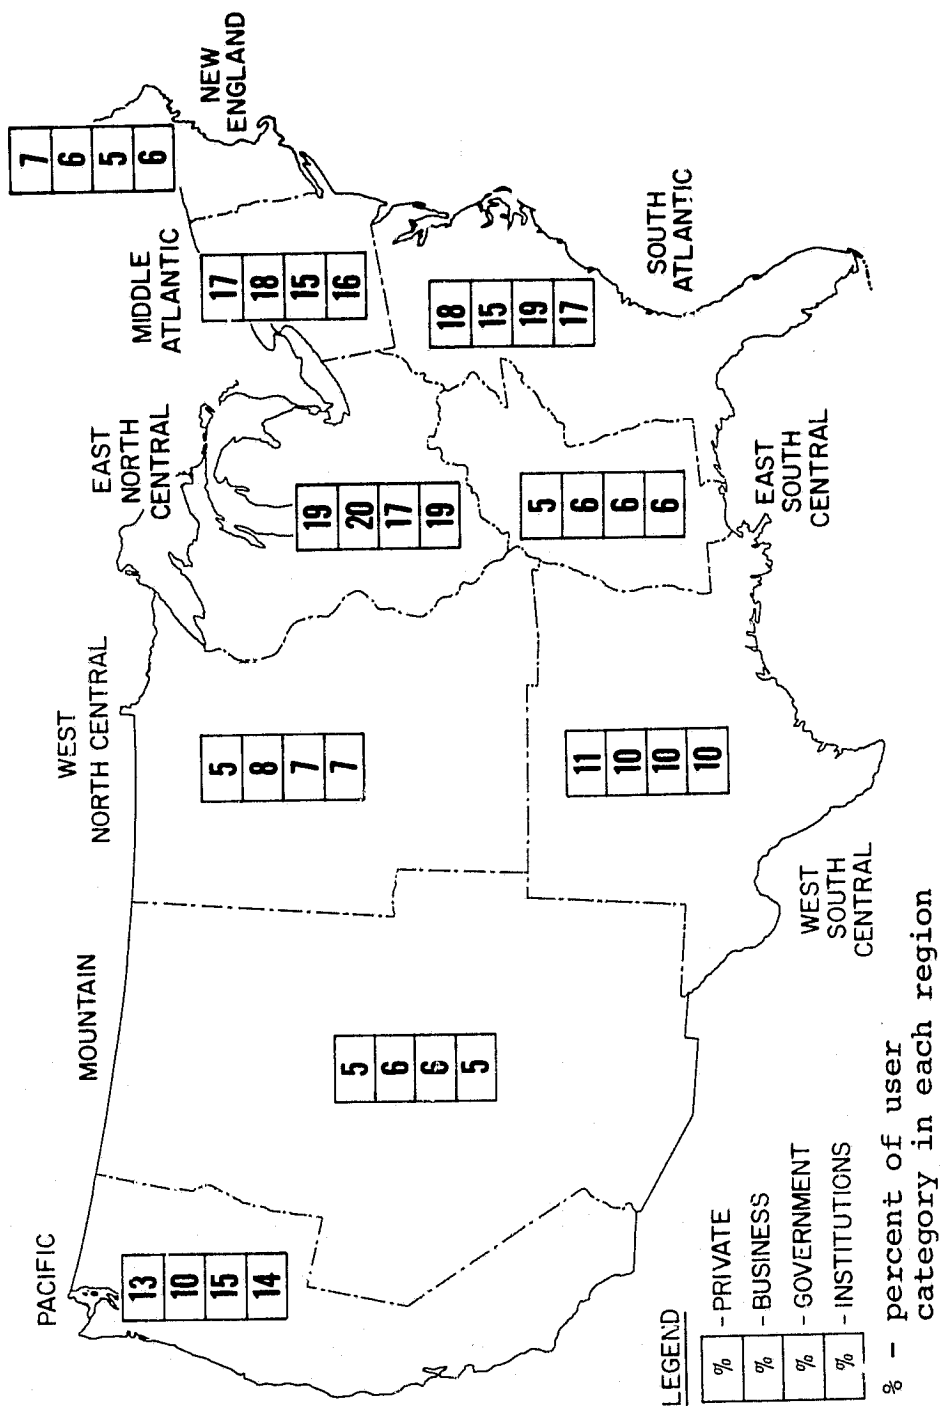 PACIFIC
13
10
15
14
MOUNTAIN
5
6
6
5
WEST
NORTH CENTRAL
5
8
7
7
EAST
NORTH
CENTRAL
19
20
17
19
MIDDLE
ATLANTIC
17
18
15
16
7
6
5
6
NEW
ENGLAND
18
15
19
17
SOUTH
ATLANTIC
5
6
6
6
EAST
SOUTH
CENTRAL
11
10
10
10
WEST
SOUTH
CENTRAL
LEGEND
% - PRIVATE
% - BUSINESS
% - GOVERNMENT
% - INSTITUTIONS
% - percent of user
category in each region